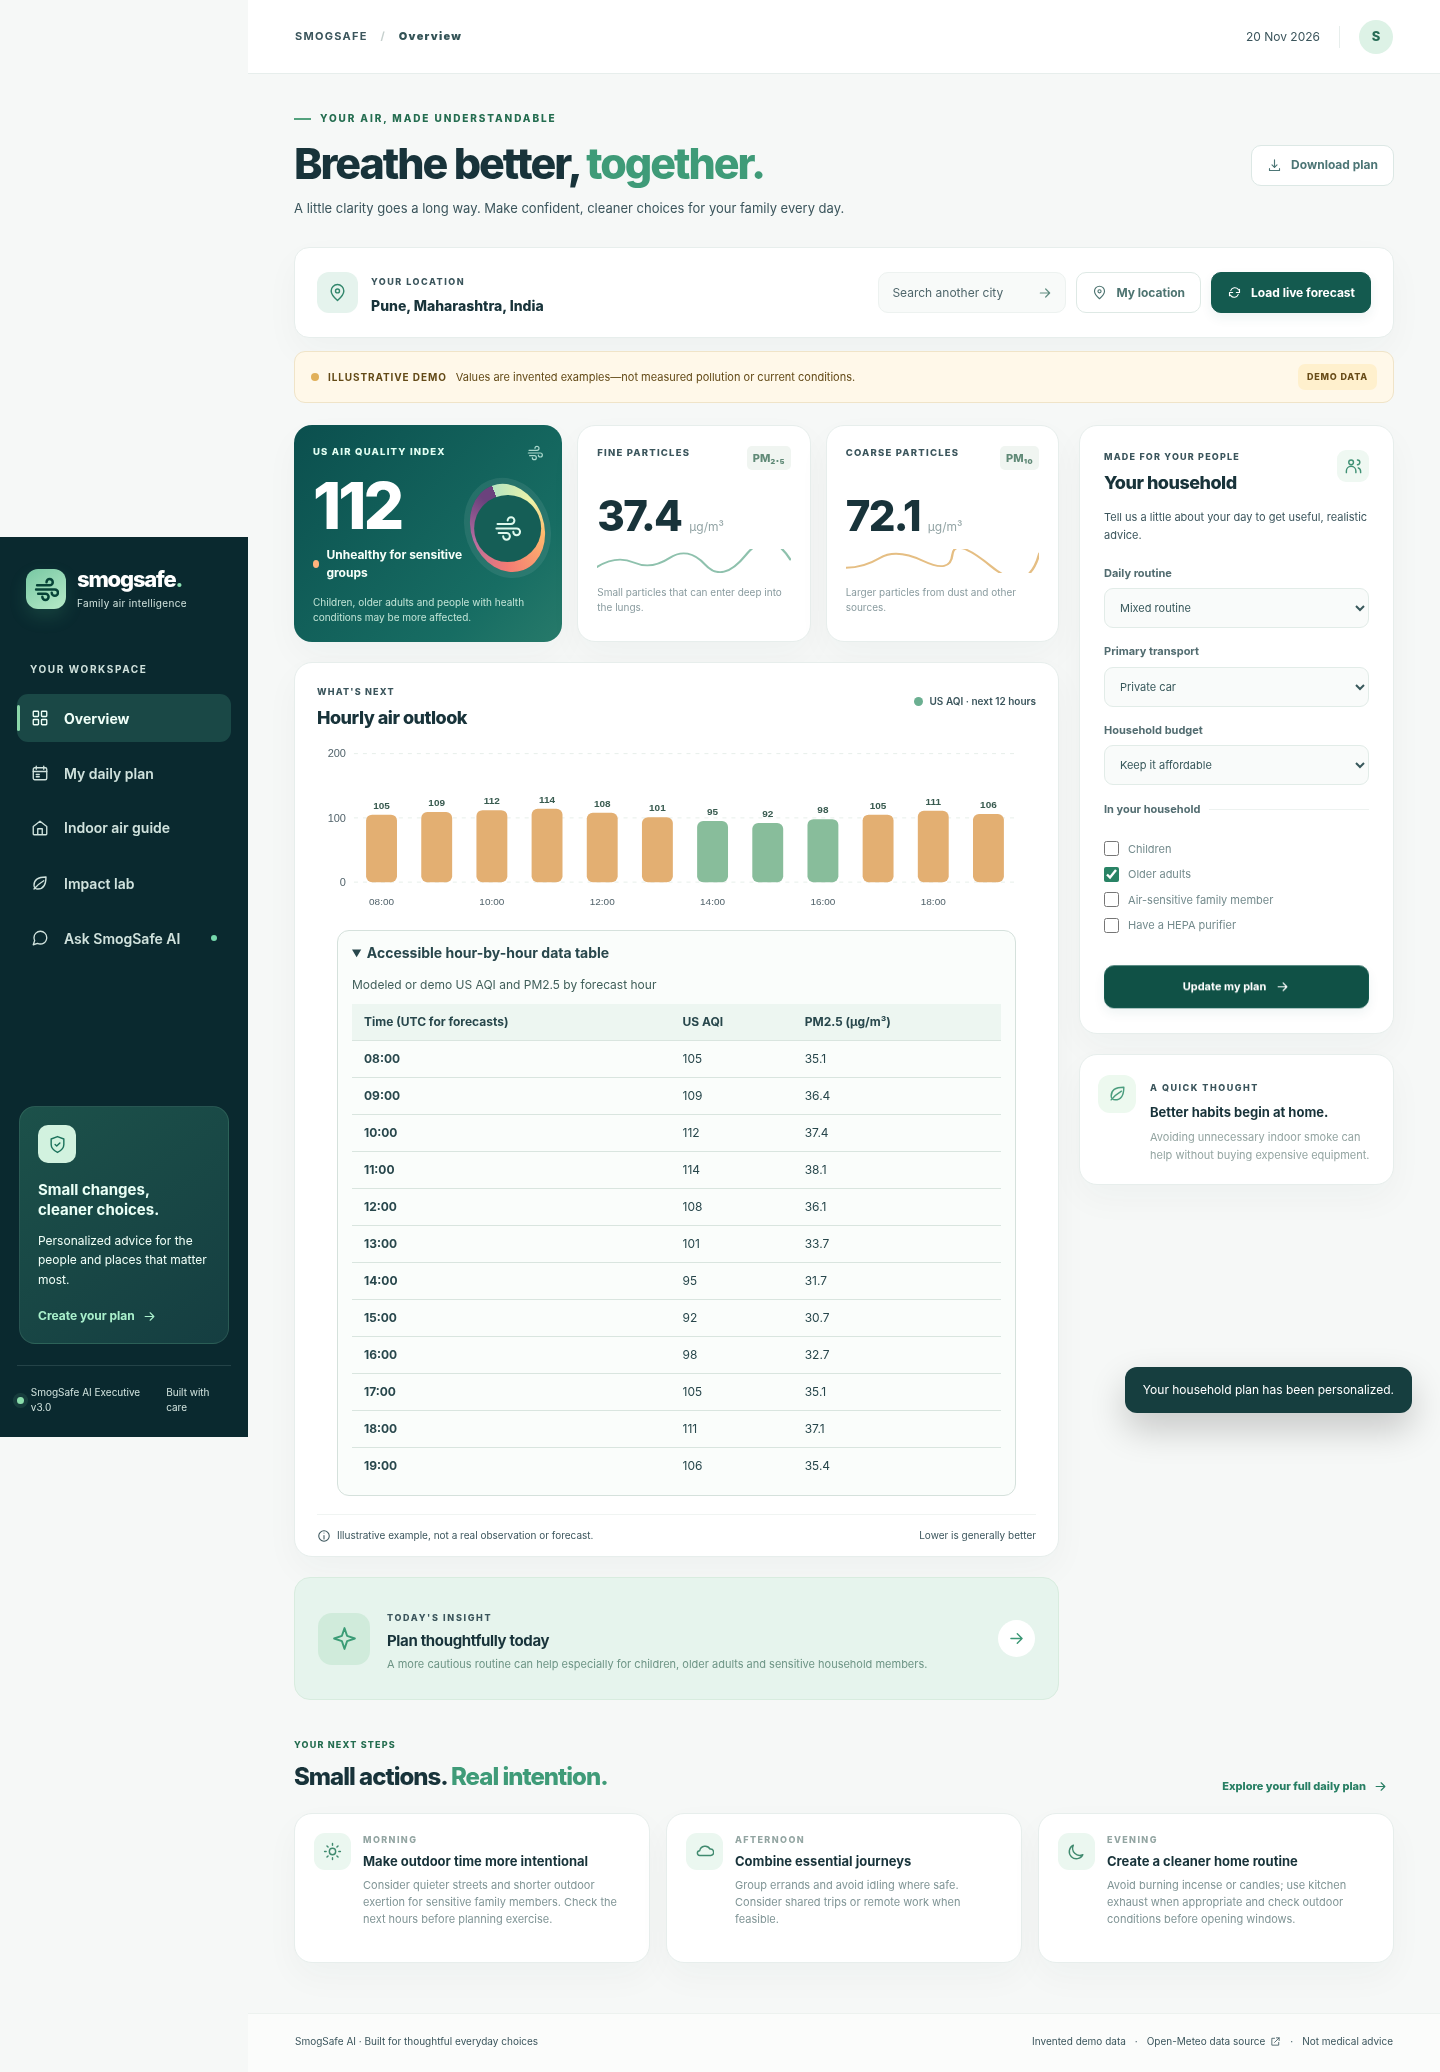 SMOGSAFE / Overview
20 Nov 2026
S
YOUR AIR, MADE UNDERSTANDABLE
Breathe better, together.
A little clarity goes a long way. Make confident, cleaner choices for your family every day.
Download plan
YOUR LOCATION
Pune, Maharashtra, India
Search another city
My location
Load live forecast
ILLUSTRATIVE DEMO Values are invented examples—not measured pollution or current conditions.
DEMO DATA
smogsafe.
Family air intelligence
YOUR WORKSPACE
Overview
My daily plan
Indoor air guide
Impact lab
Ask SmogSafe AI
Small changes,
cleaner choices.
Personalized advice for the
people and places that matter
most.
Create your plan
SmogSafe AI Executive
v3.0
Built with
care
US AIR QUALITY INDEX
112
Unhealthy for sensitive
groups
Children, older adults and people with health
conditions may be more affected.
FINE PARTICLES
PM₂.₅
37.4 µg/m³
Small particles that can enter deep into
the lungs.
COARSE PARTICLES
PM₁₀
72.1 µg/m³
Larger particles from dust and other
sources.
WHAT'S NEXT
Hourly air outlook
US AQI · next 12 hours
200
100
0
105 109 112 114 108 101 95 92 98 105 111 106
08:00 10:00 12:00 14:00 16:00 18:00
▼ Accessible hour-by-hour data table
Modeled or demo US AQI and PM2.5 by forecast hour
Time (UTC for forecasts) US AQI PM2.5 (µg/m³)
08:00 105 35.1
09:00 109 36.4
10:00 112 37.4
11:00 114 38.1
12:00 108 36.1
13:00 101 33.7
14:00 95 31.7
15:00 92 30.7
16:00 98 32.7
17:00 105 35.1
18:00 111 37.1
19:00 106 35.4
Illustrative example, not a real observation or forecast.
Lower is generally better
MADE FOR YOUR PEOPLE
Your household
Tell us a little about your day to get useful, realistic
advice.
Daily routine
Mixed routine
Primary transport
Private car
Household budget
Keep it affordable
In your household
Children
Older adults
Air-sensitive family member
Have a HEPA purifier
Update my plan
A QUICK THOUGHT
Better habits begin at home.
Avoiding unnecessary indoor smoke can
help without buying expensive equipment.
Your household plan has been personalized.
TODAY'S INSIGHT
Plan thoughtfully today
A more cautious routine can help especially for children, older adults and sensitive household members.
YOUR NEXT STEPS
Small actions. Real intention.
Explore your full daily plan
MORNING
Make outdoor time more intentional
Consider quieter streets and shorter outdoor
exertion for sensitive family members. Check the
next hours before planning exercise.
AFTERNOON
Combine essential journeys
Group errands and avoid idling where safe.
Consider shared trips or remote work when
feasible.
EVENING
Create a cleaner home routine
Avoid burning incense or candles; use kitchen
exhaust when appropriate and check outdoor
conditions before opening windows.
SmogSafe AI · Built for thoughtful everyday choices
Invented demo data · Open-Meteo data source · Not medical advice